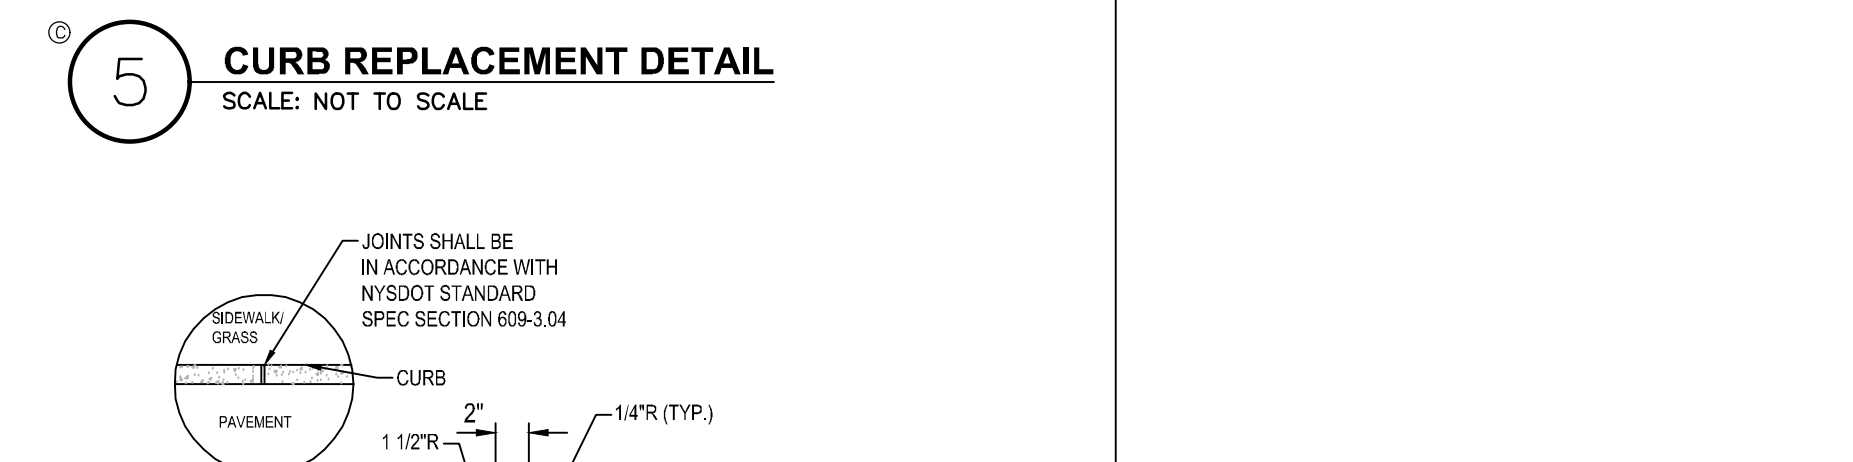 ©
5
CURB REPLACEMENT DETAIL
SCALE: NOT TO SCALE
JOINTS SHALL BE
IN ACCORDANCE WITH
NYSDOT STANDARD
SPEC SECTION 609-3.04
SIDEWALK/
GRASS
CURB
PAVEMENT
2"
1/4"R (TYP.)
1 1/2"R